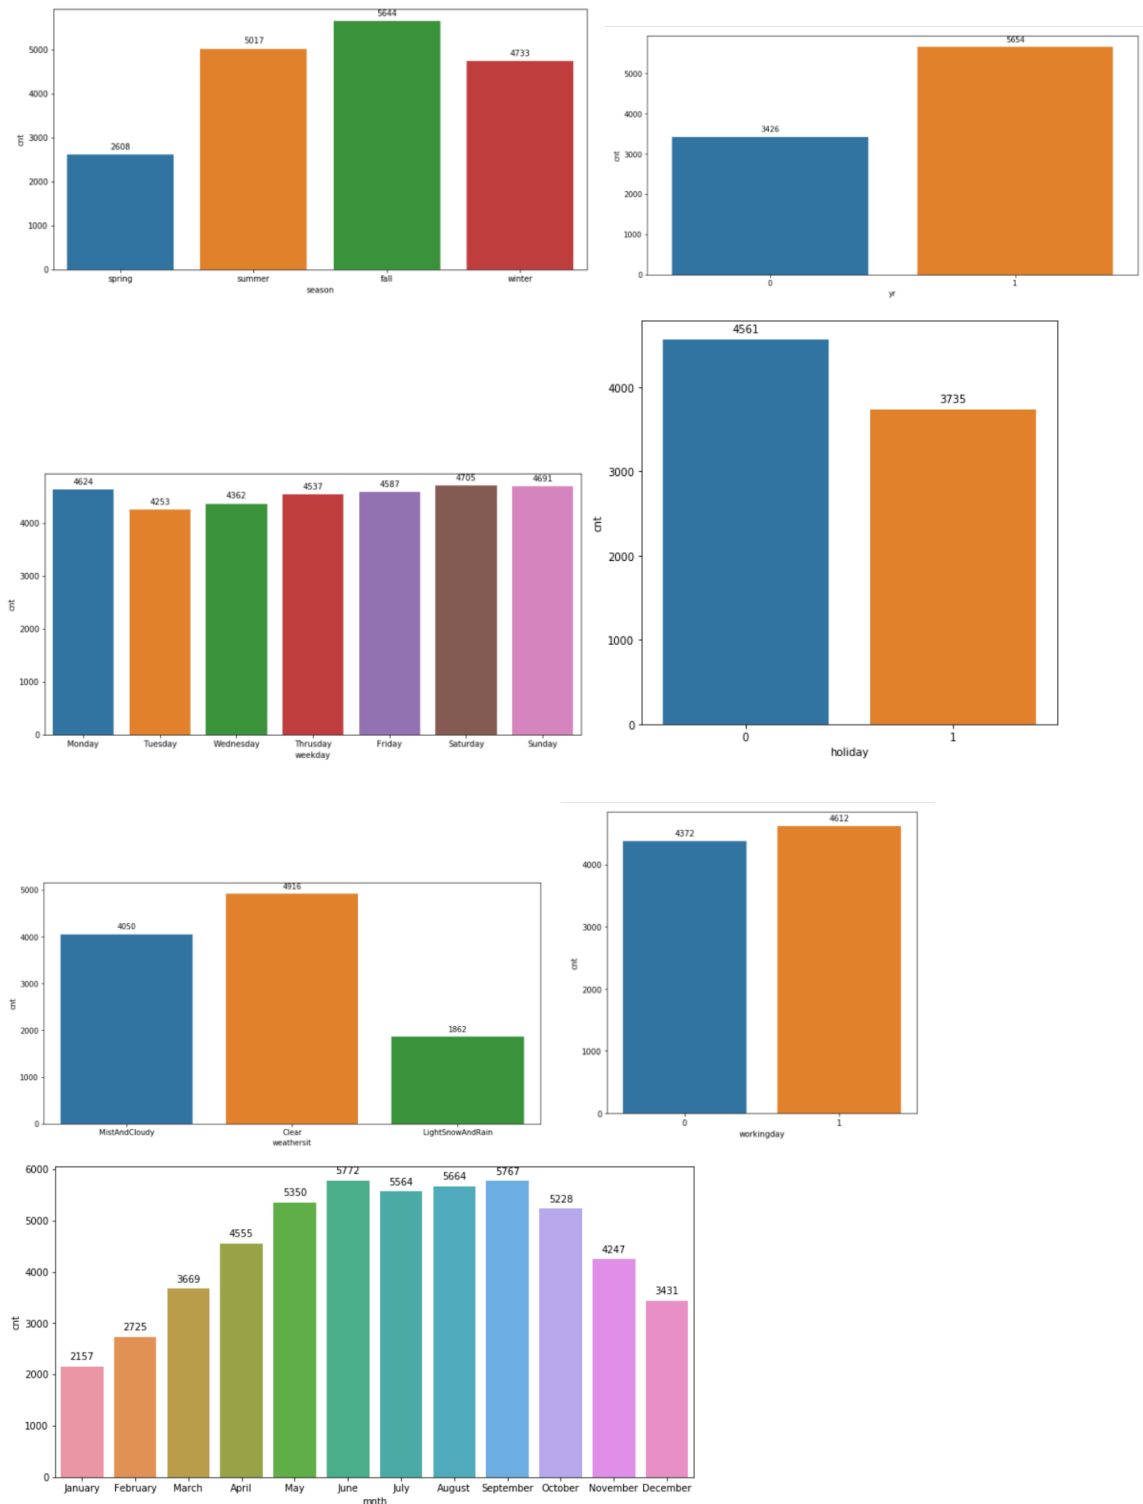 5644
5017
4733
2608
5000
4000
3000
2000
1000
0
cnt
spring summer fall winter
season
5654
3426
5000
4000
3000
2000
1000
0
cnt
0 1
yr
4561
3735
4000
3000
2000
1000
0
cnt
0 1
holiday
4624 4253 4362 4537 4587 4705 4691
4000
3000
2000
1000
0
cnt
Monday Tuesday Wednesday Thrusday Friday Saturday Sunday
weekday
4372 4612
4000
3000
2000
1000
0
cnt
0 1
workingday
4050 4916 1862
5000
4000
3000
2000
1000
0
cnt
MistAndCloudy Clear LightSnowAndRain
weathersit
2157 2725 3669 4555 5350 5772 5564 5664 5767 5228 4247 3431
6000
5000
4000
3000
2000
1000
0
cnt
January February March April May June July August September October November December
mnth